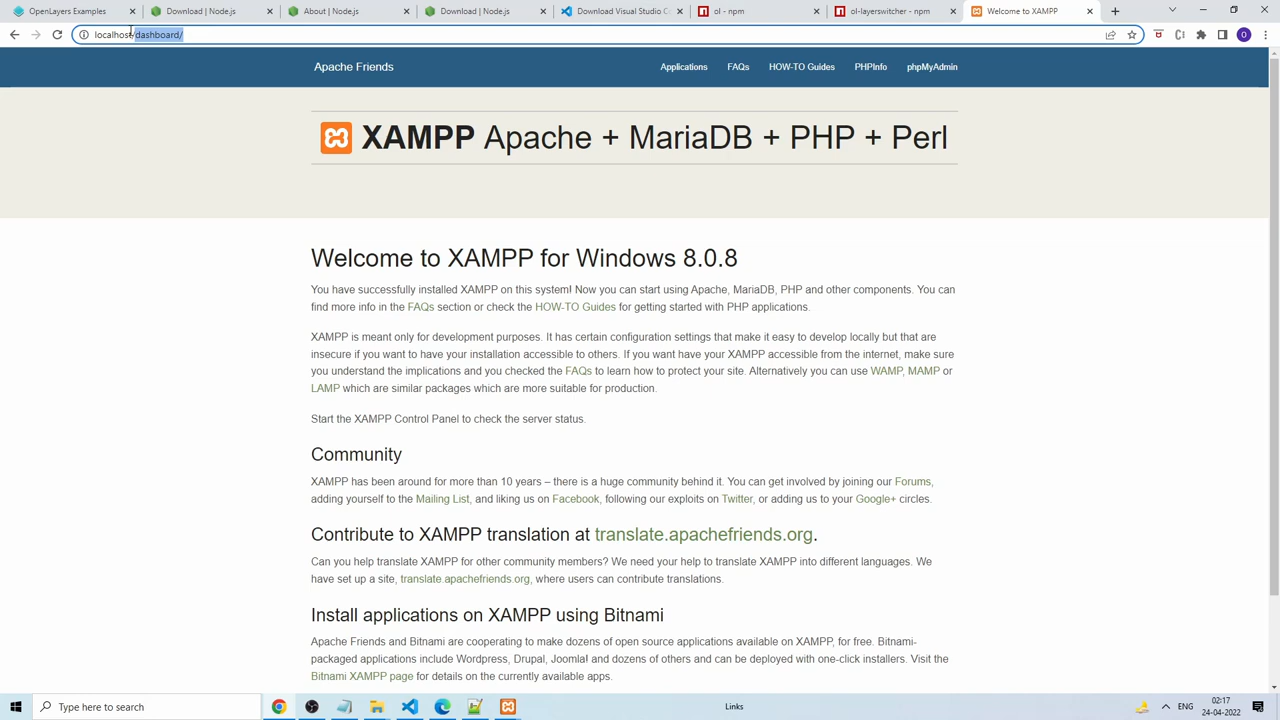 OpenLayers Examples
Download | Node.js
About | Node.js
Download | Node.js
Download Visual Studio C
ol - npm
ol-layerswitcher - npm
Welcome to XAMPP
localhost/dashboard/
O
Apache Friends
Applications
FAQs
HOW-TO Guides
PHPInfo
phpMyAdmin
XAMPP Apache + MariaDB + PHP + Perl
Welcome to XAMPP for Windows 8.0.8
You have successfully installed XAMPP on this system! Now you can start using Apache, MariaDB, PHP and other components. You can
find more info in the FAQs section or check the HOW-TO Guides for getting started with PHP applications.
XAMPP is meant only for development purposes. It has certain configuration settings that make it easy to develop locally but that are
insecure if you want to have your installation accessible to others. If you want have your XAMPP accessible from the internet, make sure
you understand the implications and you checked the FAQs to learn how to protect your site. Alternatively you can use WAMP, MAMP or
LAMP which are similar packages which are more suitable for production.
Start the XAMPP Control Panel to check the server status.
Community
XAMPP has been around for more than 10 years – there is a huge community behind it. You can get involved by joining our Forums,
adding yourself to the Mailing List, and liking us on Facebook, following our exploits on Twitter, or adding us to your Google+ circles.
Contribute to XAMPP translation at translate.apachefriends.org.
Can you help translate XAMPP for other community members? We need your help to translate XAMPP into different languages. We
have set up a site, translate.apachefriends.org, where users can contribute translations.
Install applications on XAMPP using Bitnami
Apache Friends and Bitnami are cooperating to make dozens of open source applications available on XAMPP, for free. Bitnami-
packaged applications include Wordpress, Drupal, Joomla! and dozens of others and can be deployed with one-click installers. Visit the
Bitnami XAMPP page for details on the currently available apps.
Type here to search
Links
ENG
02:17
24-04-2022